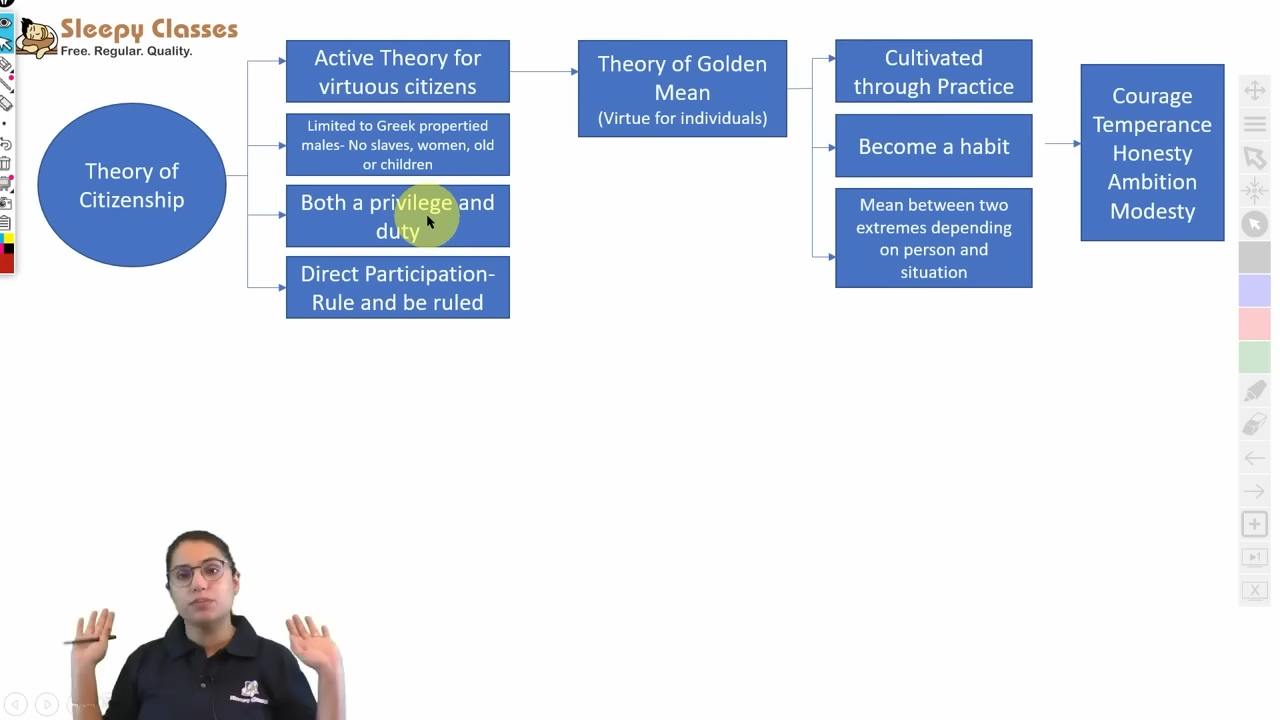 Sleepy Classes
Free. Regular. Quality.
Theory of
Citizenship
Active Theory for
virtuous citizens
Limited to Greek propertied
males- No slaves, women, old
or children
Both a privilege and
duty
Direct Participation-
Rule and be ruled
Theory of Golden
Mean
(Virtue for individuals)
Cultivated
through Practice
Become a habit
Mean between two
extremes depending
on person and
situation
Courage
Temperance
Honesty
Ambition
Modesty